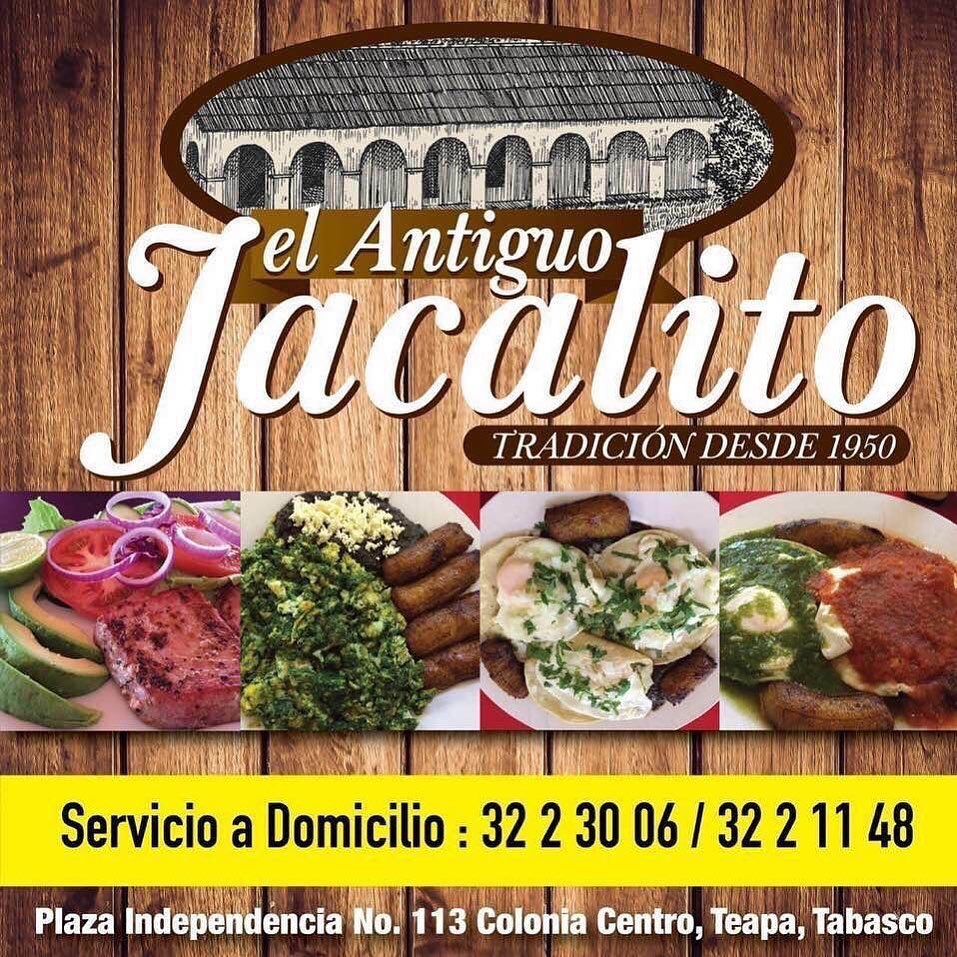 el Antiguo
Jacalito
TRADICIÓN DESDE 1950
Servicio a Domicilio : 32 2 30 06 / 32 2 11 48
Plaza Independencia No. 113 Colonia Centro, Teapa, Tabasco